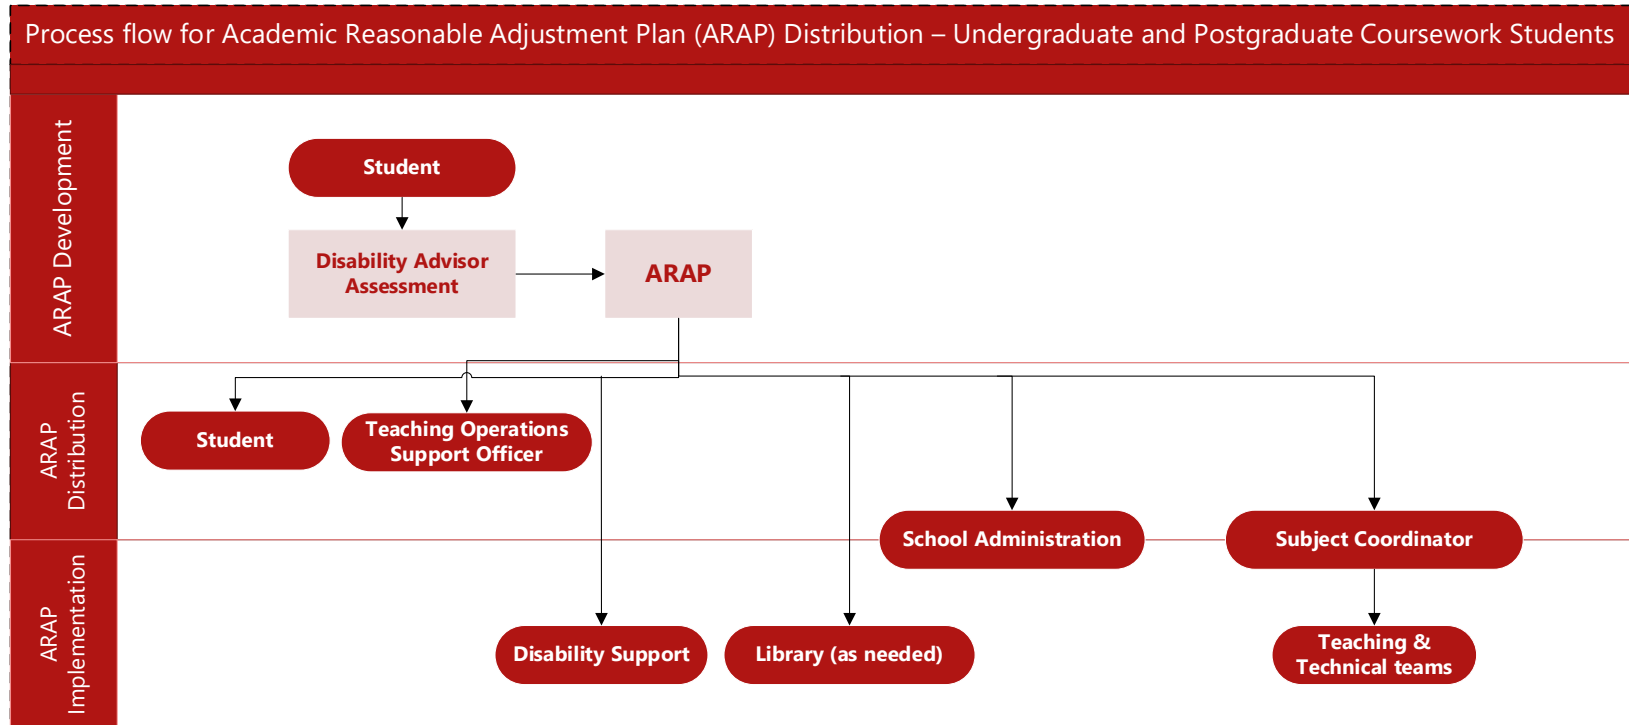 Process flow for Academic Reasonable Adjustment Plan (ARAP) Distribution – Undergraduate and Postgraduate Coursework Students
ARAP Development
Student
Disability Advisor
Assessment
ARAP
ARAP
Distribution
Student
Teaching Operations
Support Officer
School Administration
Subject Coordinator
ARAP
Implementation
Disability Support
Library (as needed)
Teaching &
Technical teams